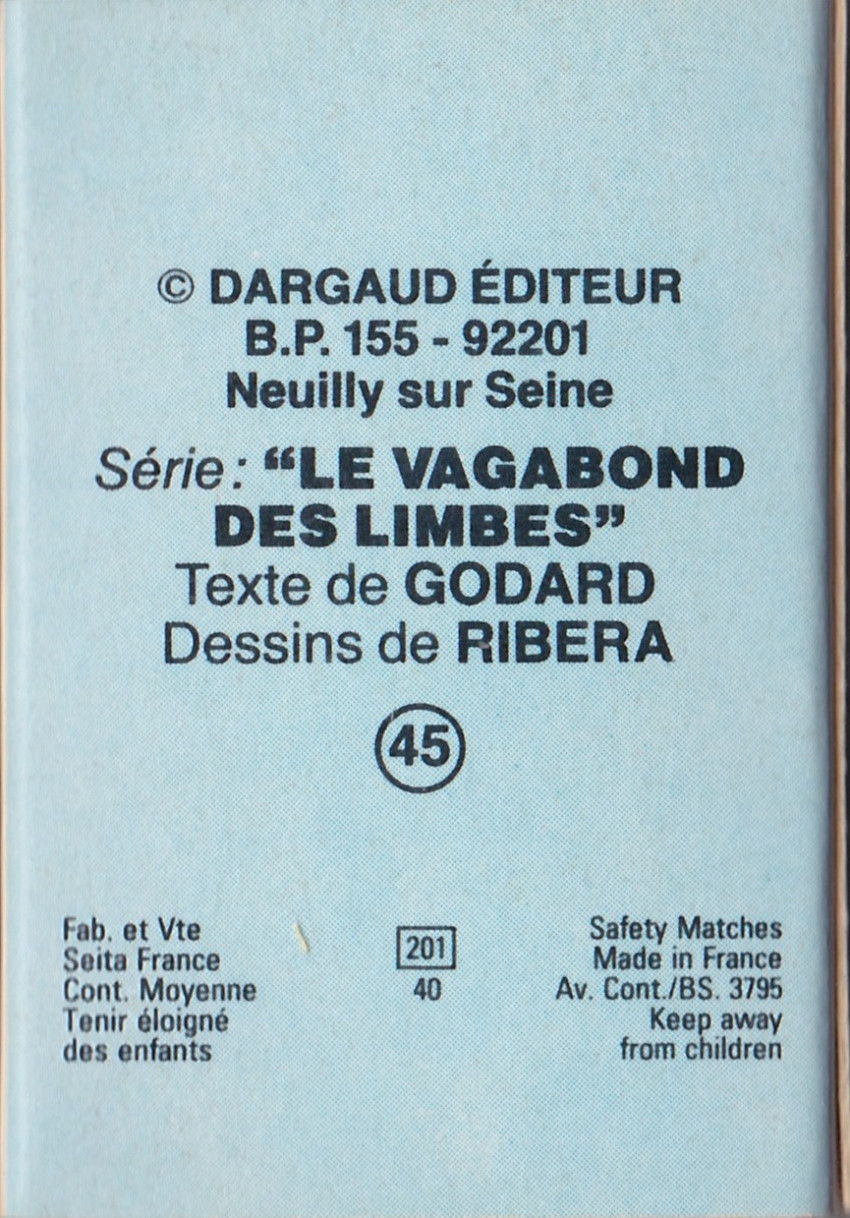 © DARGAUD ÉDITEUR
B.P. 155 - 92201
Neuilly sur Seine
Série : “LE VAGABOND
DES LIMBES”
Texte de GODARD
Dessins de RIBERA
45
Fab. et Vte
Seita France
Cont. Moyenne
Tenir éloigné
des enfants
201
40
Safety Matches
Made in France
Av. Cont./BS. 3795
Keep away
from children